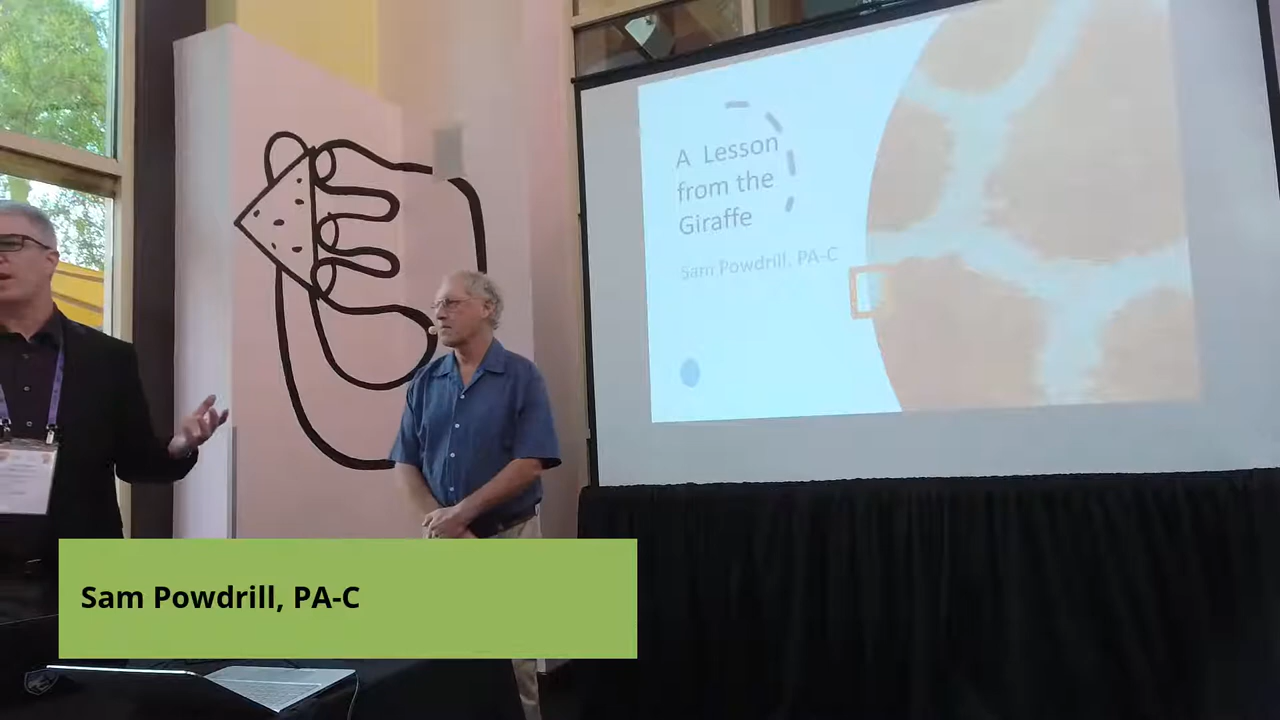 A Lesson
from the
Giraffe
Sam Powdrill, PA-C
Sam Powdrill, PA-C